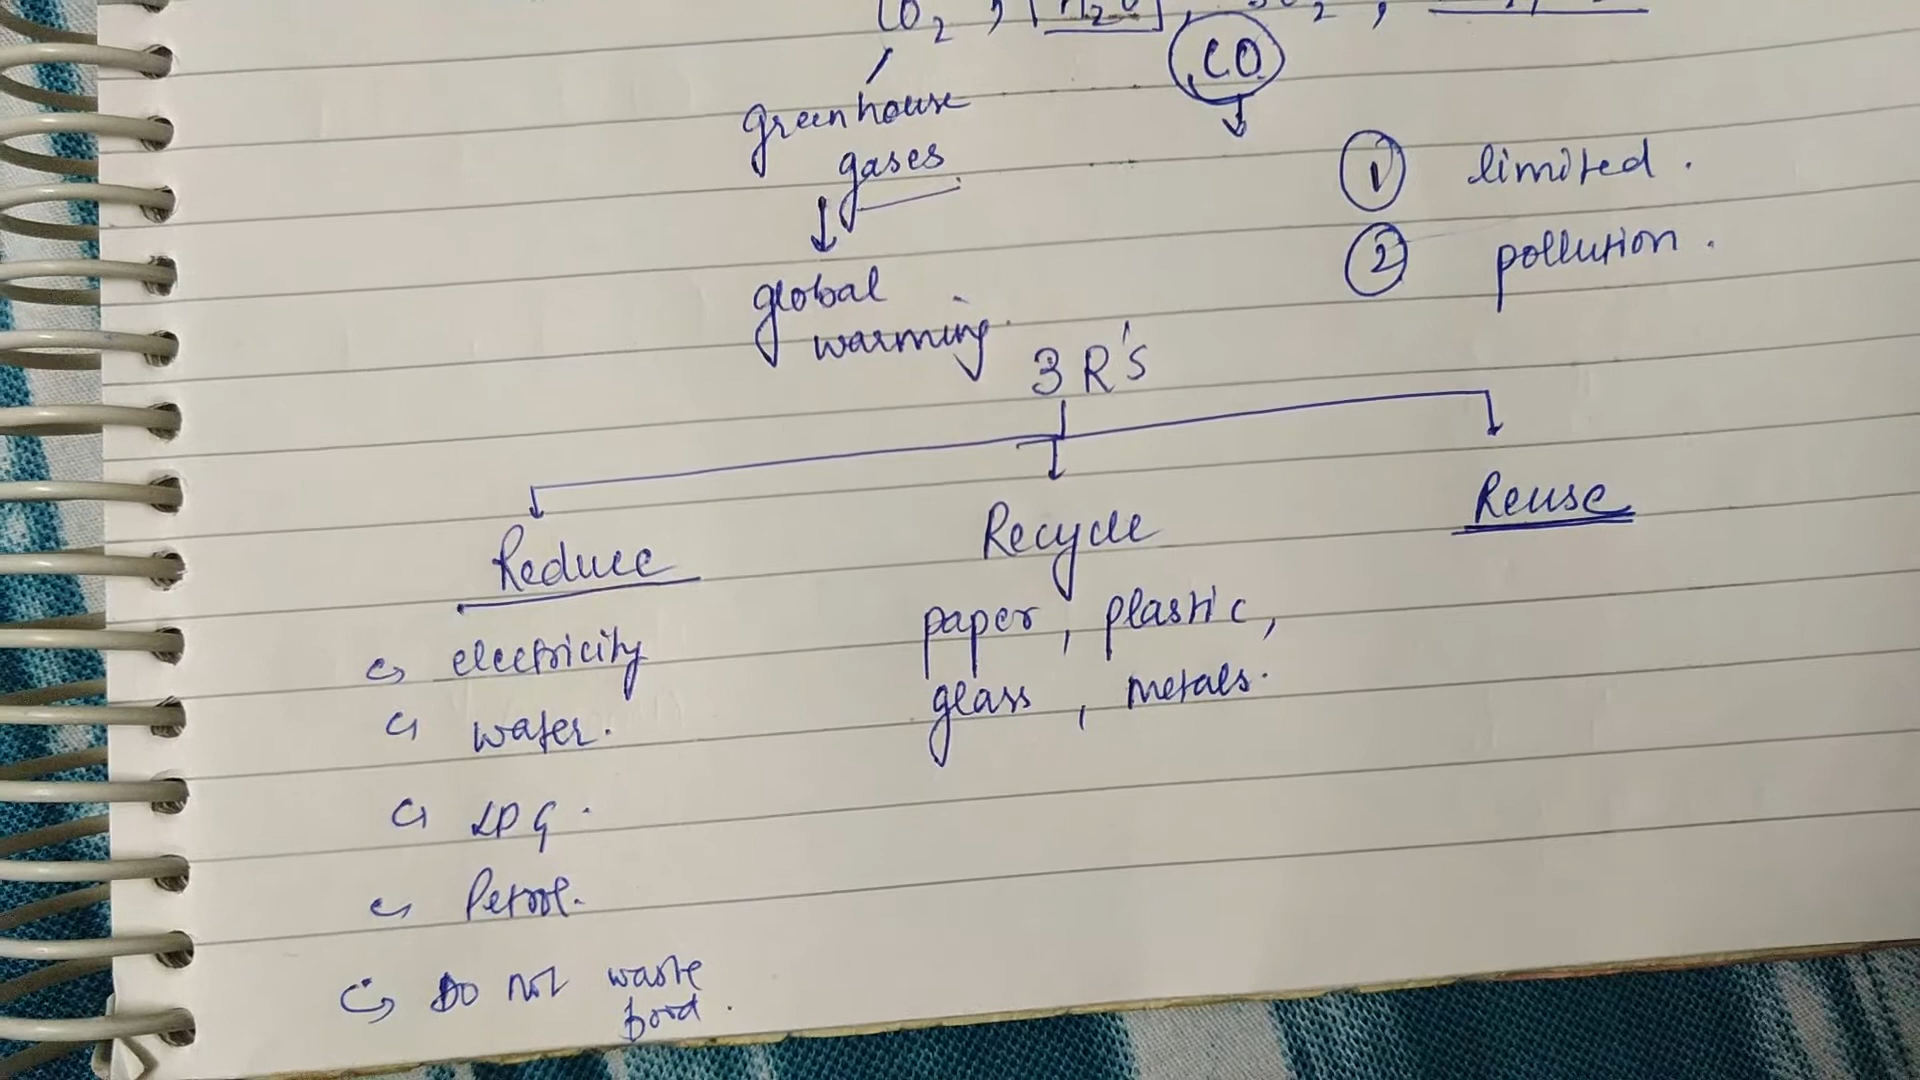 CO2 , H2O ,
CO
greenhouse
gases
global
warming.
1 limited.
2 pollution.
3 R's
Reduce
Recycle
Reuse
electricity
water.
LPG.
Petrol.
Do not waste
food.
paper, plastic,
glass, metals.